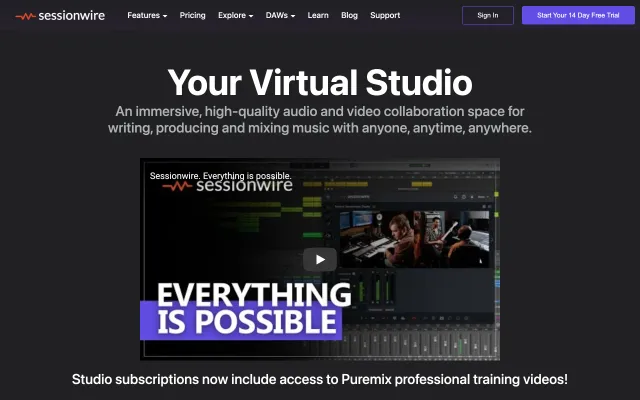 sessionwire Features Pricing Explore DAWs Learn Blog Support Sign In Start Your 14 Day Free Trial
Your Virtual Studio
An immersive, high-quality audio and video collaboration space for
writing, producing and mixing music with anyone, anytime, anywhere.
Sessionwire. Everything is possible.
sessionwire
EVERYTHING
IS POSSIBLE
Studio subscriptions now include access to Puremix professional training videos!